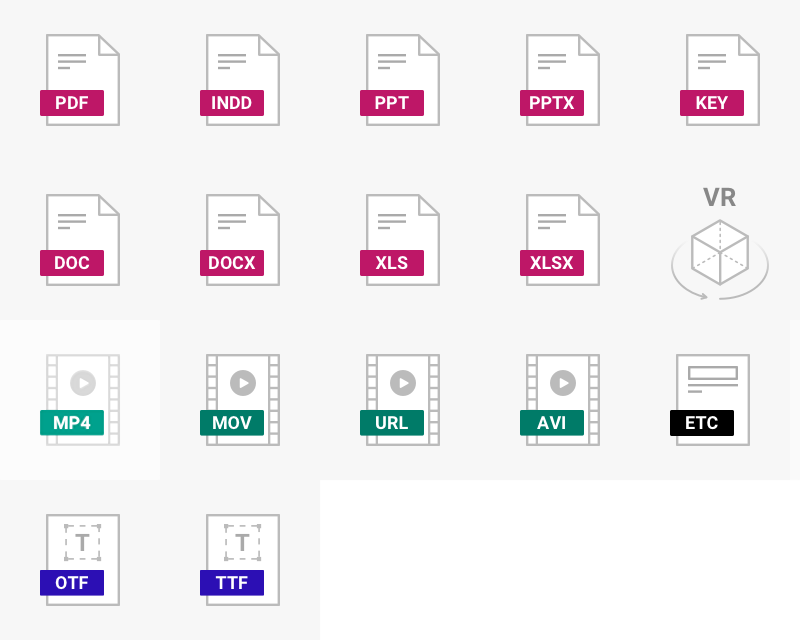 PDF
INDD
PPT
PPTX
KEY
DOC
DOCX
XLS
XLSX
VR
MP4
MOV
URL
AVI
ETC
T
OTF
T
TTF